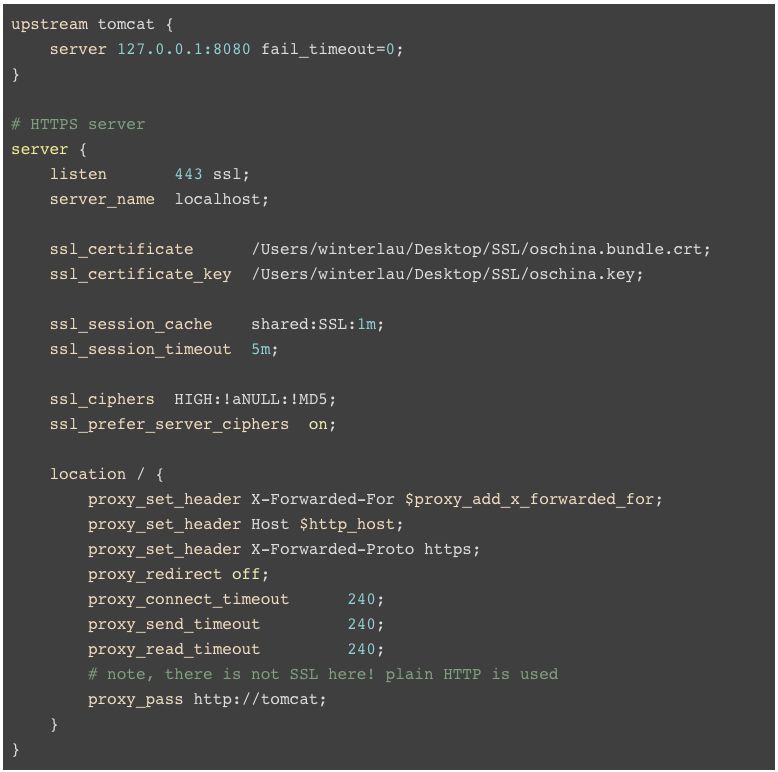 upstream tomcat {
    server 127.0.0.1:8080 fail_timeout=0;
}

# HTTPS server
server {
    listen       443 ssl;
    server_name  localhost;

    ssl_certificate      /Users/winterlau/Desktop/SSL/oschina.bundle.crt;
    ssl_certificate_key  /Users/winterlau/Desktop/SSL/oschina.key;

    ssl_session_cache    shared:SSL:1m;
    ssl_session_timeout  5m;

    ssl_ciphers  HIGH:!aNULL:!MD5;
    ssl_prefer_server_ciphers  on;

    location / {
        proxy_set_header X-Forwarded-For $proxy_add_x_forwarded_for;
        proxy_set_header Host $http_host;
        proxy_set_header X-Forwarded-Proto https;
        proxy_redirect off;
        proxy_connect_timeout      240;
        proxy_send_timeout         240;
        proxy_read_timeout         240;
        # note, there is not SSL here! plain HTTP is used
        proxy_pass http://tomcat;
    }
}